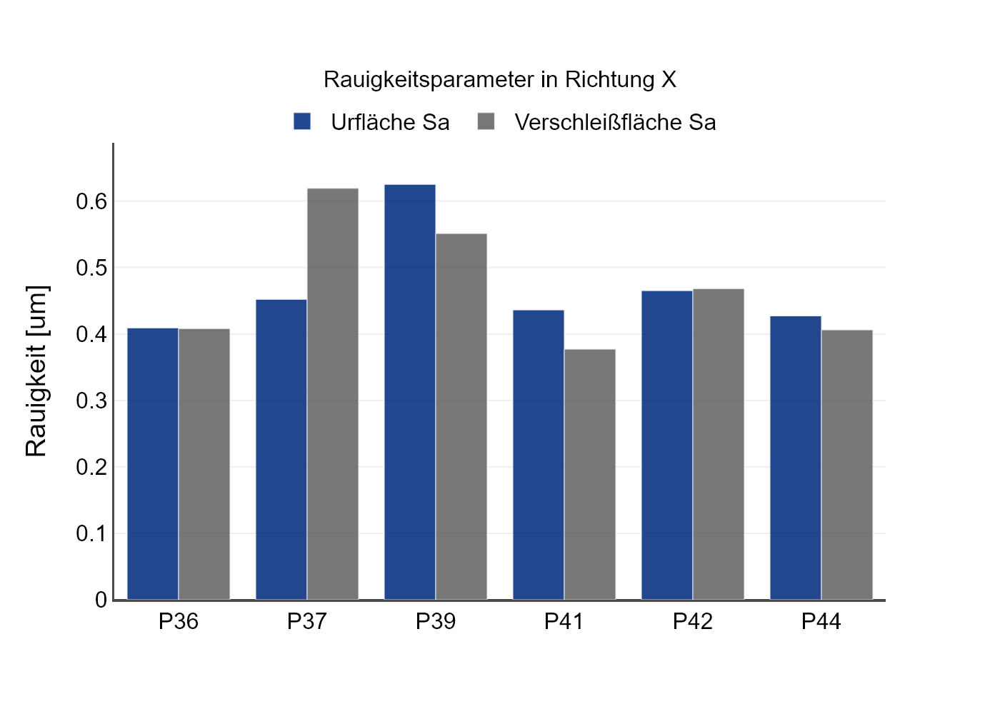 Rauigkeitsparameter in Richtung X
Urfläche Sa
Verschleißfläche Sa
Rauigkeit [um]
0.6
0.5
0.4
0.3
0.2
0.1
0
P36
P37
P39
P41
P42
P44